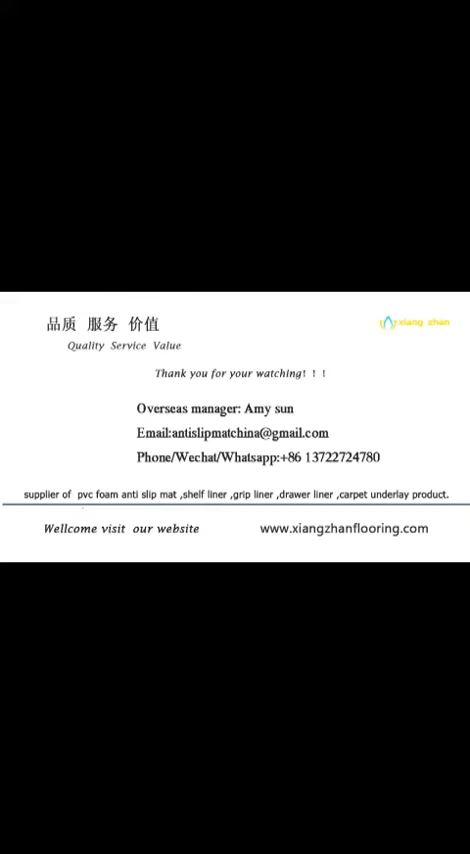 品质 服务 价值
xiang zhan
Quality Service Value
Thank you for your watching!!!
Overseas manager: Amy sun
Email:antislipmatchina@gmail.com
Phone/Wechat/Whatsapp:+86 13722724780
supplier of pvc foam anti slip mat ,shelf liner ,grip liner ,drawer liner ,carpet underlay product.
Wellcome visit our website www.xiangzhanflooring.com